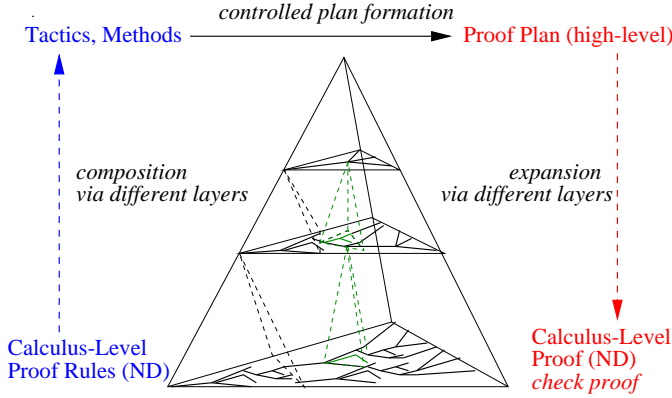 controlled plan formation
Tactics, Methods
Proof Plan (high-level)
composition
via different layers
expansion
via different layers
Calculus-Level
Proof Rules (ND)
Calculus-Level
Proof (ND)
check proof